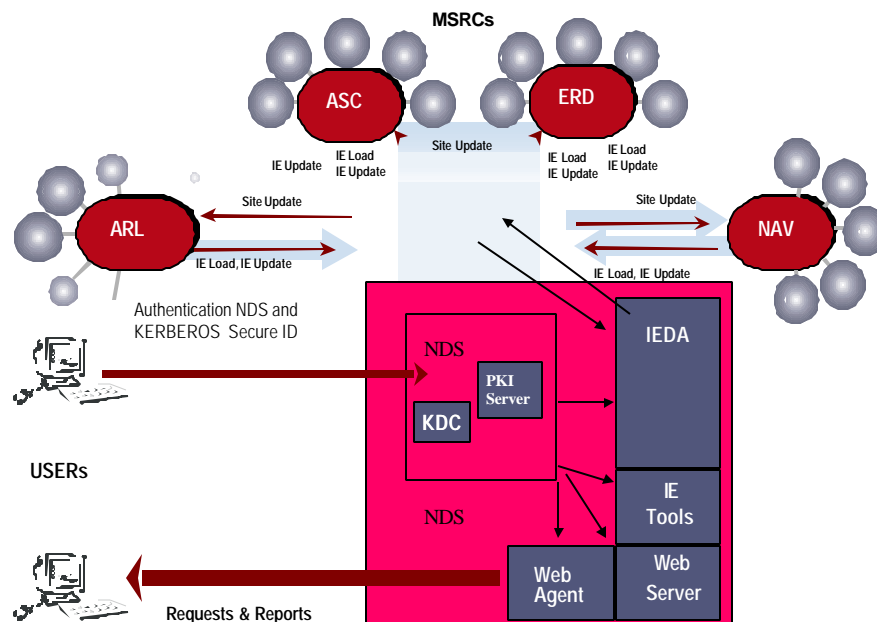 MSRCs
ASC
ERD
IE Update
IE Load
IE Update
Site Update
IE Load
IE Update
IE Load
IE Update
ARL
Site Update
IE Load, IE Update
Site Update
NAV
IE Load, IE Update
Authentication NDS and
KERBEROS Secure ID
NDS
PKI
Server
KDC
IEDA
USERs
NDS
IE
Tools
Web
Agent
Web
Server
Requests & Reports